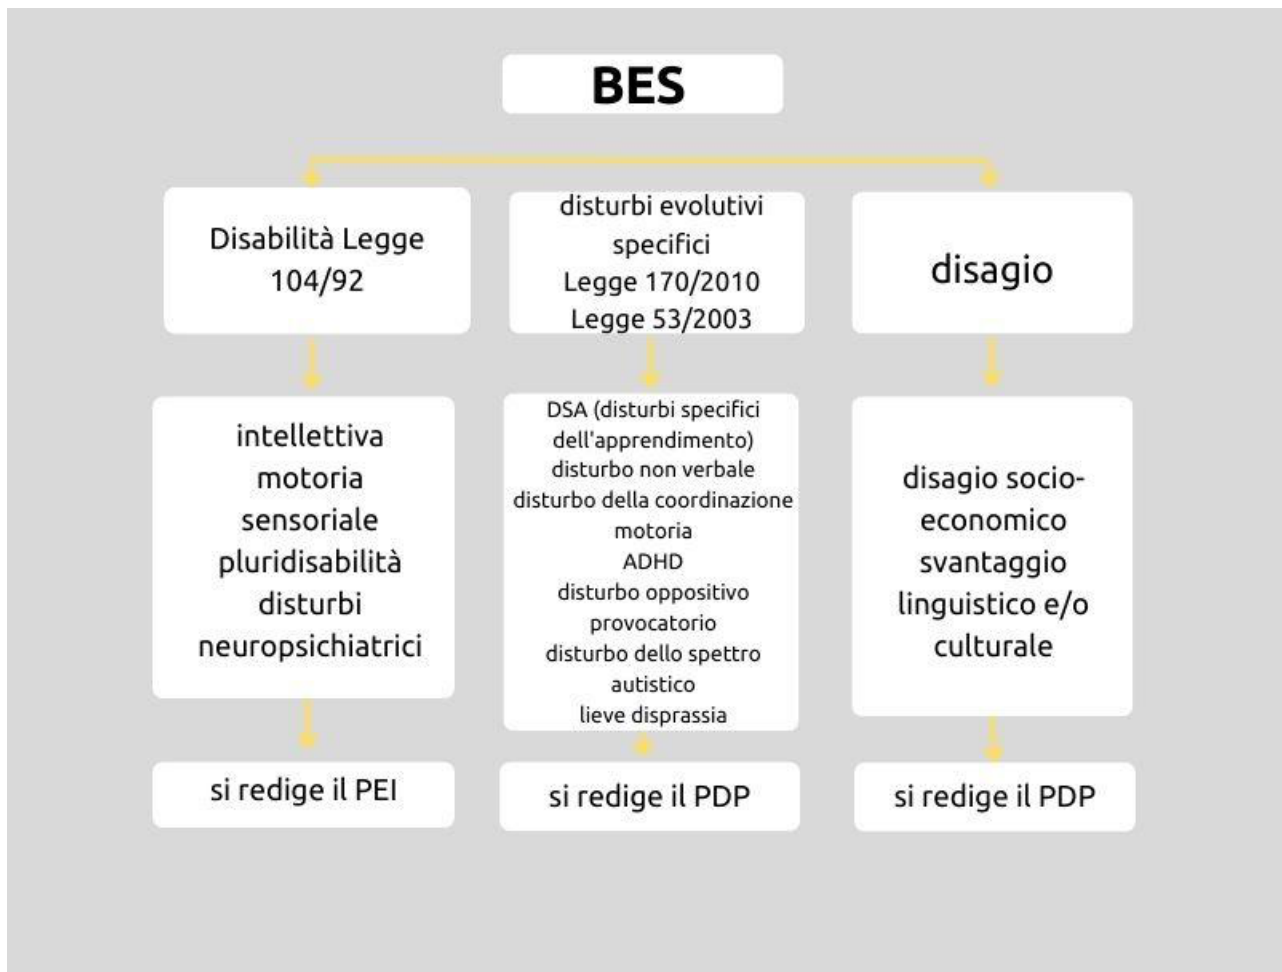 BES
Disabilità Legge
104/92
disturbi evolutivi
specifici
Legge 170/2010
Legge 53/2003
disagio
intellettiva
motoria
sensoriale
pluridisabilità
disturbi
neuropsichiatrici
DSA (disturbi specifici
dell'apprendimento)
disturbo non verbale
disturbo della coordinazione
motoria
ADHD
disturbo oppositivo
provocatorio
disturbo dello spettro
autistico
lieve disprassia
disagio socio-
economico
svantaggio
linguistico e/o
culturale
si redige il PEI
si redige il PDP
si redige il PDP